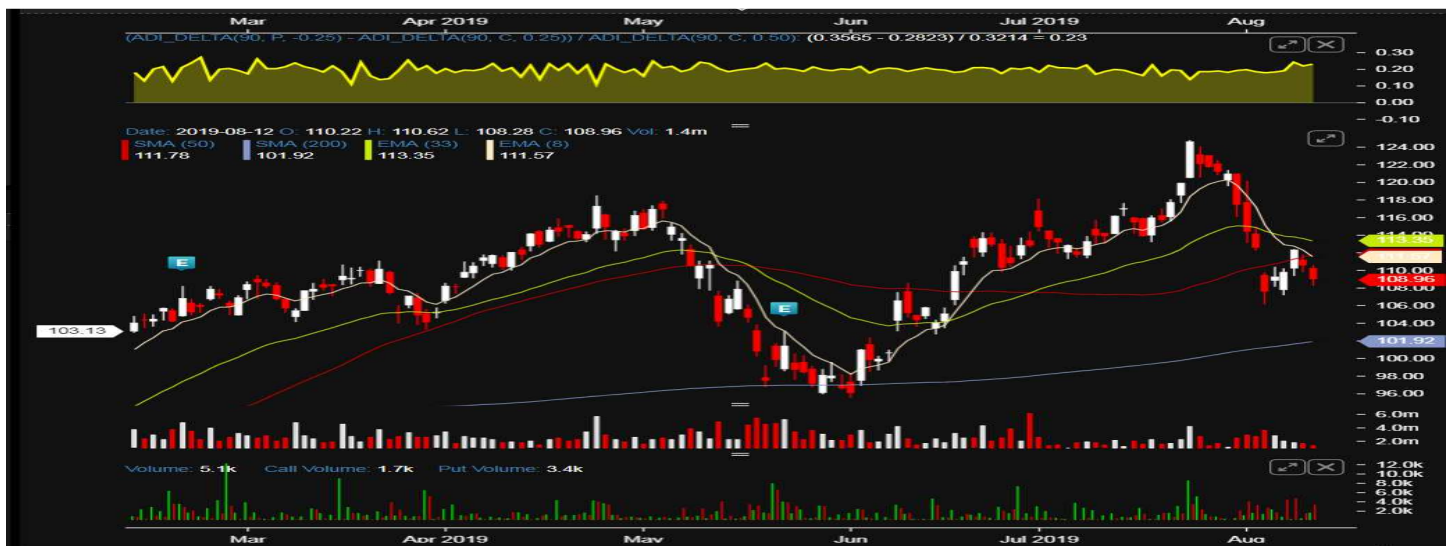 Mar Apr 2019 May Jun Jul 2019 Aug
(ADI_DELTA(90, P, -0.25) - ADI_DELTA(90, C, 0.25)) / ADI_DELTA(90, C, 0.50): (0.3565 - 0.2823) / 0.3214 = 0.23
0.30
0.20
0.10
0.00
-0.10
Date: 2019-08-12 O: 110.22 H: 110.62 L: 108.28 C: 108.96 Vol: 1.4m
SMA (50) SMA (200) EMA (33) EMA (8)
111.78 101.92 113.35 111.57
E
E
103.13
124.00
122.00
120.00
118.00
116.00
114.00
113.35
110.00
108.96
108.00
106.00
104.00
101.92
100.00
98.00
96.00
6.0m
4.0m
2.0m
Volume: 5.1k Call Volume: 1.7k Put Volume: 3.4k
12.0k
10.0k
8.0k
6.0k
4.0k
2.0k
Mar Apr 2019 May Jun Jul 2019 Aug